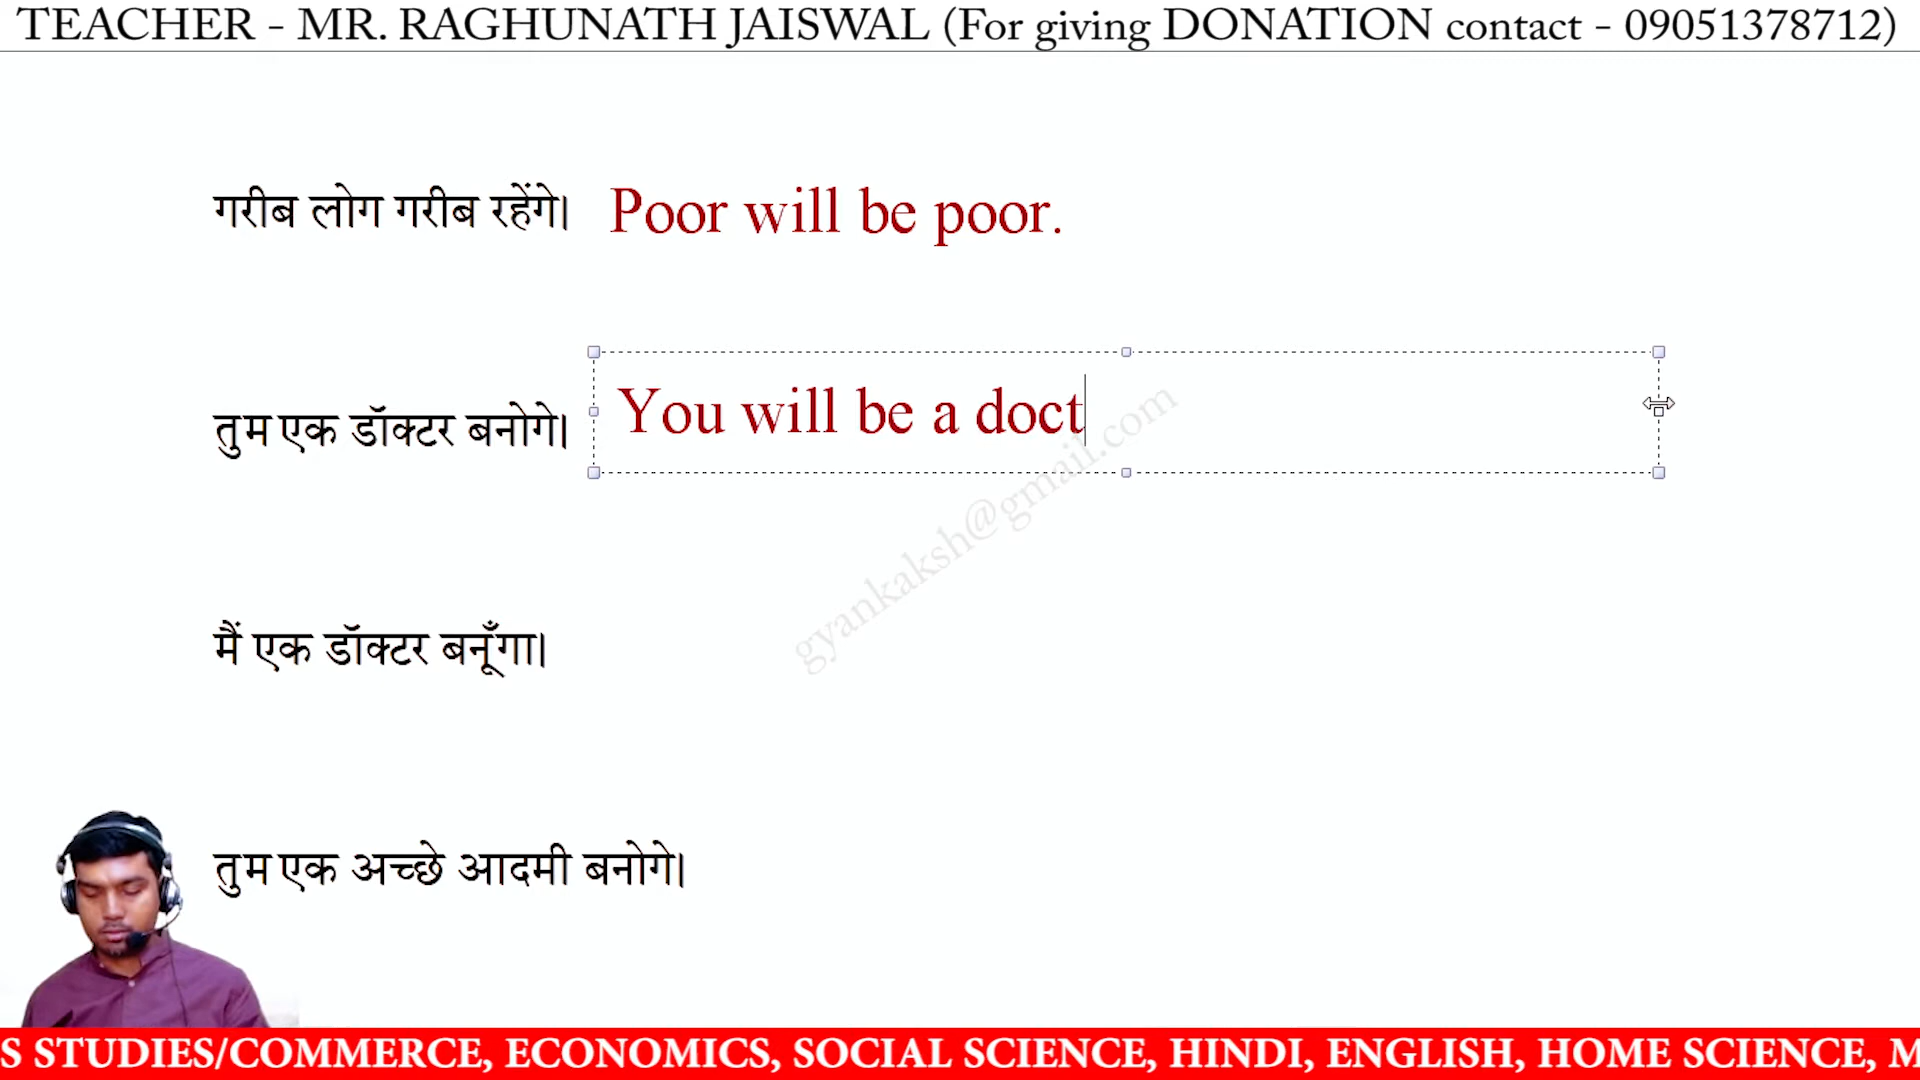 TEACHER - MR. RAGHUNATH JAISWAL (For giving DONATION contact - 09051378712)
गरीब लोग गरीब रहेंगे। Poor will be poor.
तुम एक डॉक्टर बनोगे। You will be a doct
gyankaksh@gmail.com
मैं एक डॉक्टर बनूँगा।
तुम एक अच्छे आदमी बनोगे।
S STUDIES/COMMERCE, ECONOMICS, SOCIAL SCIENCE, HINDI, ENGLISH, HOME SCIENCE, M